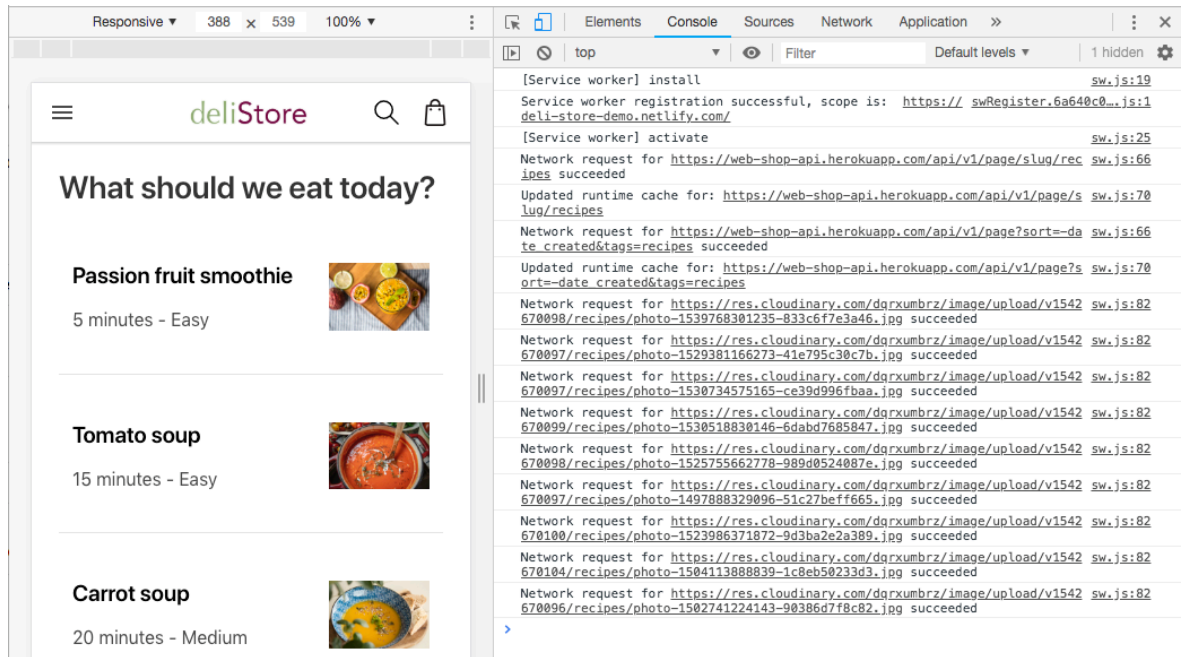 Responsive ▼ 388 x 539 100% ▼
Elements Console Sources Network Application »
top ▼ Filter Default levels ▼ 1 hidden
deliStore
What should we eat today?
Passion fruit smoothie
5 minutes - Easy
Tomato soup
15 minutes - Easy
Carrot soup
20 minutes - Medium
[Service worker] install sw.js:19
Service worker registration successful, scope is: https:// swRegister.6a640c0….js:1
deli-store-demo.netlify.com/
[Service worker] activate sw.js:25
Network request for https://web-shop-api.herokuapp.com/api/v1/page/slug/rec sw.js:66
ipes succeeded
Updated runtime cache for: https://web-shop-api.herokuapp.com/api/v1/page/s sw.js:70
lug/recipes
Network request for https://web-shop-api.herokuapp.com/api/v1/page?sort=-da sw.js:66
te_created&tags=recipes succeeded
Updated runtime cache for: https://web-shop-api.herokuapp.com/api/v1/page?s sw.js:70
ort=-date_created&tags=recipes
Network request for https://res.cloudinary.com/dqrxumbrz/image/upload/v1542 sw.js:82
670098/recipes/photo-1539768301235-833c6f7e3a46.jpg succeeded
Network request for https://res.cloudinary.com/dqrxumbrz/image/upload/v1542 sw.js:82
670097/recipes/photo-1529381166273-41e795c30c7b.jpg succeeded
Network request for https://res.cloudinary.com/dqrxumbrz/image/upload/v1542 sw.js:82
670097/recipes/photo-1530734575165-ce39d996fbaa.jpg succeeded
Network request for https://res.cloudinary.com/dqrxumbrz/image/upload/v1542 sw.js:82
670099/recipes/photo-1530518830146-6dabd7685847.jpg succeeded
Network request for https://res.cloudinary.com/dqrxumbrz/image/upload/v1542 sw.js:82
670098/recipes/photo-1525755662778-989d0524087e.jpg succeeded
Network request for https://res.cloudinary.com/dqrxumbrz/image/upload/v1542 sw.js:82
670097/recipes/photo-1497888329096-51c27beff665.jpg succeeded
Network request for https://res.cloudinary.com/dqrxumbrz/image/upload/v1542 sw.js:82
670100/recipes/photo-1523986371872-9d3ba2e2a389.jpg succeeded
Network request for https://res.cloudinary.com/dqrxumbrz/image/upload/v1542 sw.js:82
670104/recipes/photo-1504113888839-1c8eb50233d3.jpg succeeded
Network request for https://res.cloudinary.com/dqrxumbrz/image/upload/v1542 sw.js:82
670096/recipes/photo-1502741224143-90386d7f8c82.jpg succeeded